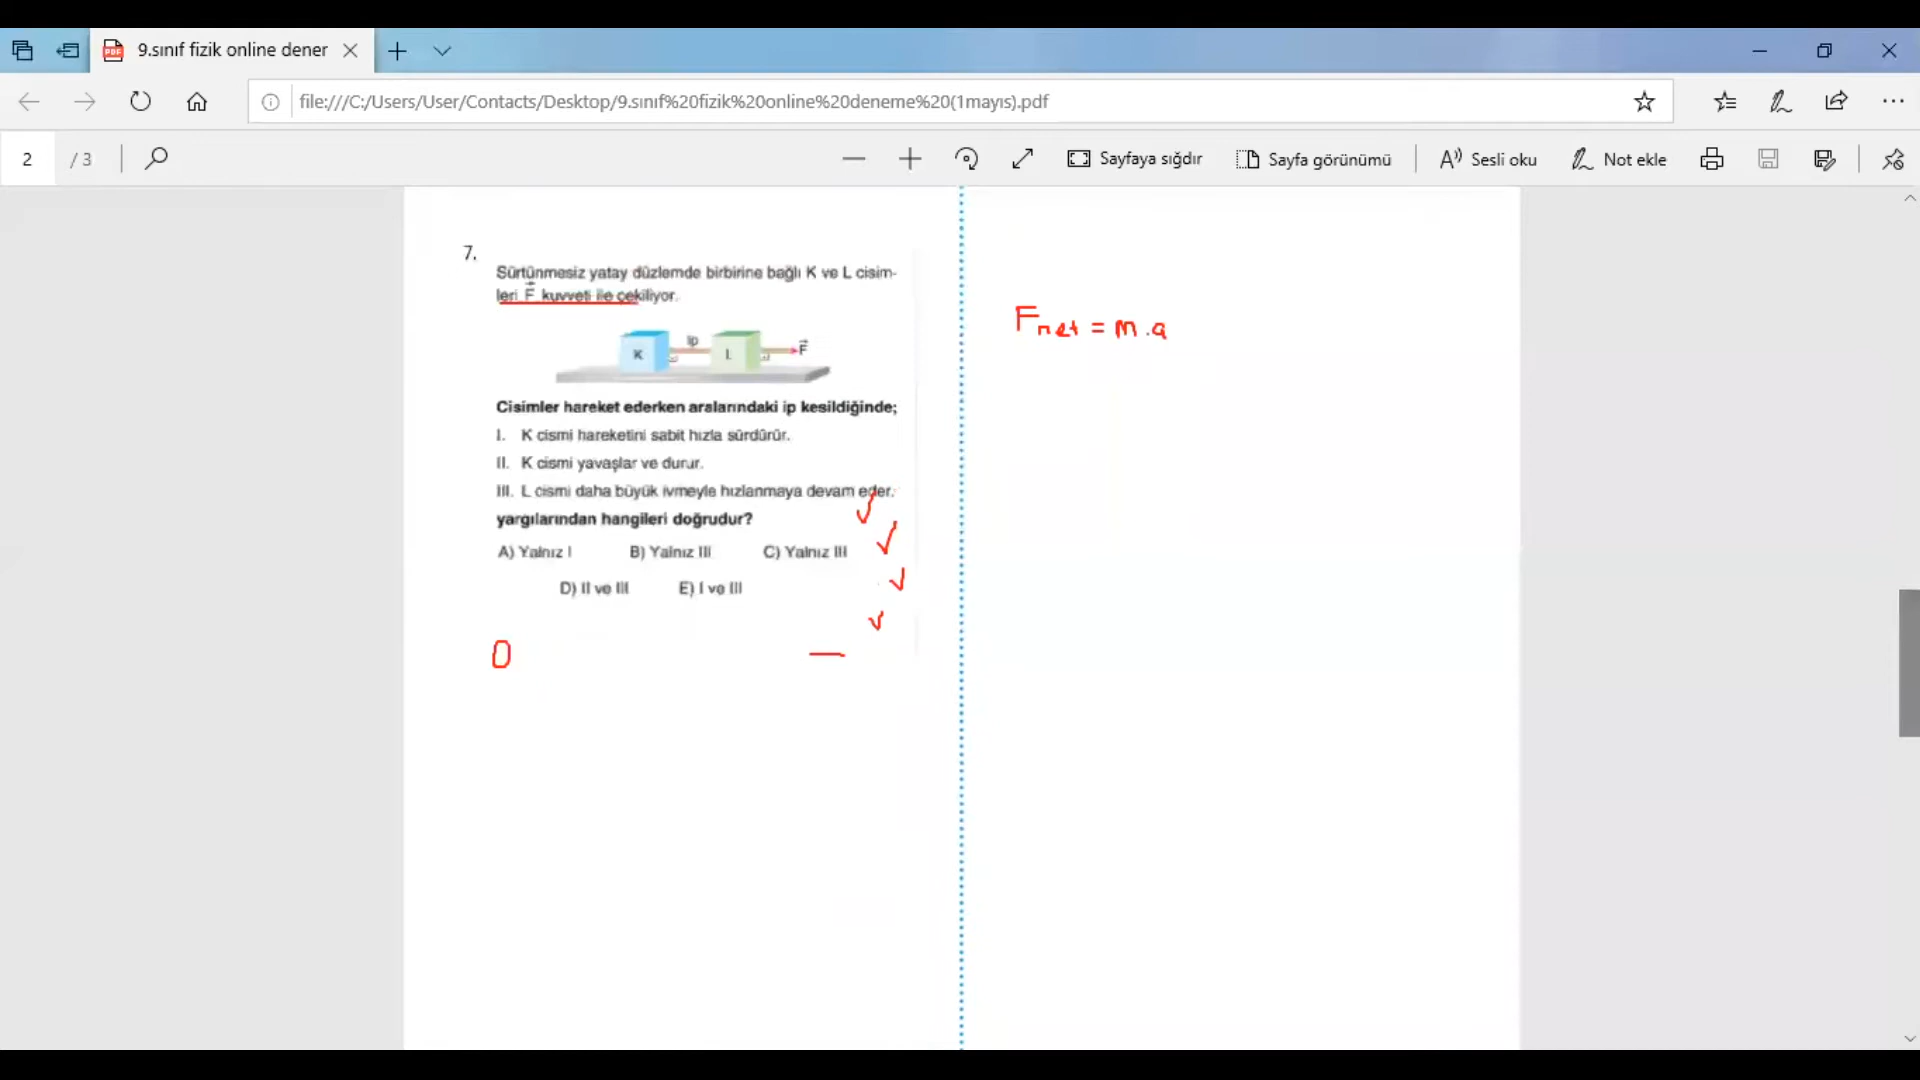 9.sınıf fizik online dener
file:///C:/Users/User/Contacts/Desktop/9.sınıf%20fizik%20online%20deneme%20(1mayıs).pdf
2 / 3
Sayfaya sığdır
Sayfa görünümü
Sesli oku
Not ekle
7.
Sürtünmesiz yatay düzlemde birbirine bağlı K ve L cisim-
leri F kuvveti ile çekiliyor.
K ip L F
Cisimler hareket ederken aralarındaki ip kesildiğinde;
I. K cismi hareketini sabit hızla sürdürür.
II. K cismi yavaşlar ve durur.
III. L cismi daha büyük ivmeyle hızlanmaya devam eder.
yargılarından hangileri doğrudur?
A) Yalnız I B) Yalnız III C) Yalnız III
D) II ve III E) I ve III
0
Fnet = m.a